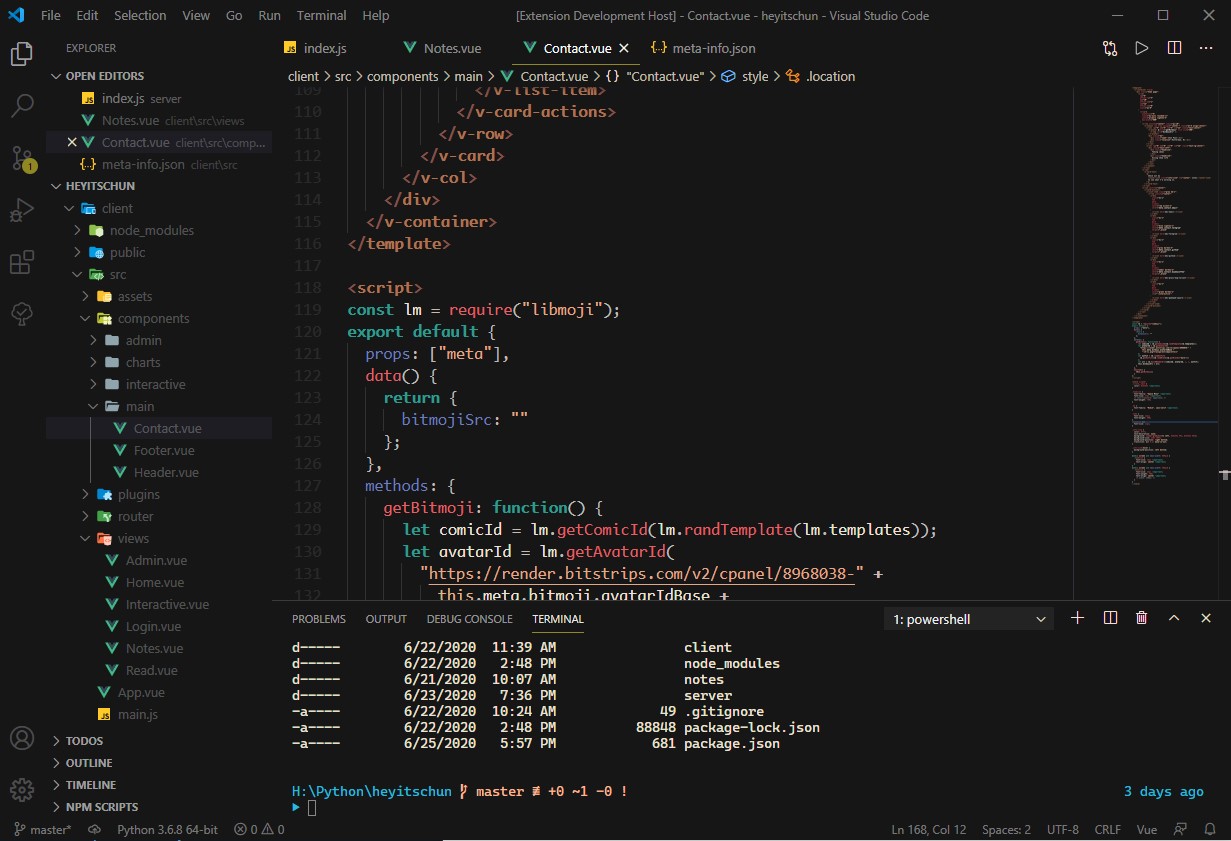 File Edit Selection View Go Run Terminal Help [Extension Development Host] - Contact.vue - heyitschun - Visual Studio Code
EXPLORER
OPEN EDITORS
JS index.js server
Notes.vue client\src\views
Contact.vue client\src\comp...
{..} meta-info.json client\src
HEYITSCHUN
client
node_modules
public
src
assets
components
admin
charts
interactive
main
Contact.vue
Footer.vue
Header.vue
plugins
router
views
Admin.vue
Home.vue
Interactive.vue
Login.vue
Notes.vue
Read.vue
App.vue
JS main.js
TODOS
OUTLINE
TIMELINE
NPM SCRIPTS
1
JS index.js Notes.vue Contact.vue {..} meta-info.json
client > src > components > main > Contact.vue > {} "Contact.vue" > style > .location
109 </v-list-item>
110 </v-card-actions>
111 </v-row>
112 </v-card>
113 </v-col>
114 </div>
115 </v-container>
116 </template>
117
118 <script>
119 const lm = require("libmoji");
120 export default {
121 props: ["meta"],
122 data() {
123 return {
124 bitmojiSrc: ""
125 };
126 },
127 methods: {
128 getBitmoji: function() {
129 let comicId = lm.getComicId(lm.randTemplate(lm.templates));
130 let avatarId = lm.getAvatarId(
131 "https://render.bitstrips.com/v2/cpanel/8968038-" +
132 this.meta.bitmoji.avatarIdBase +
PROBLEMS OUTPUT DEBUG CONSOLE TERMINAL 1: powershell
d----- 6/22/2020 11:39 AM client
d----- 6/22/2020 2:48 PM node_modules
d----- 6/21/2020 10:07 AM notes
d----- 6/23/2020 7:36 PM server
-a---- 6/22/2020 10:24 AM 49 .gitignore
-a---- 6/22/2020 2:48 PM 88848 package-lock.json
-a---- 6/25/2020 5:57 PM 681 package.json
H:\Python\heyitschun master ≢ +0 ~1 -0 ! 3 days ago
master* Python 3.6.8 64-bit 0 0 Ln 168, Col 12 Spaces: 2 UTF-8 CRLF Vue